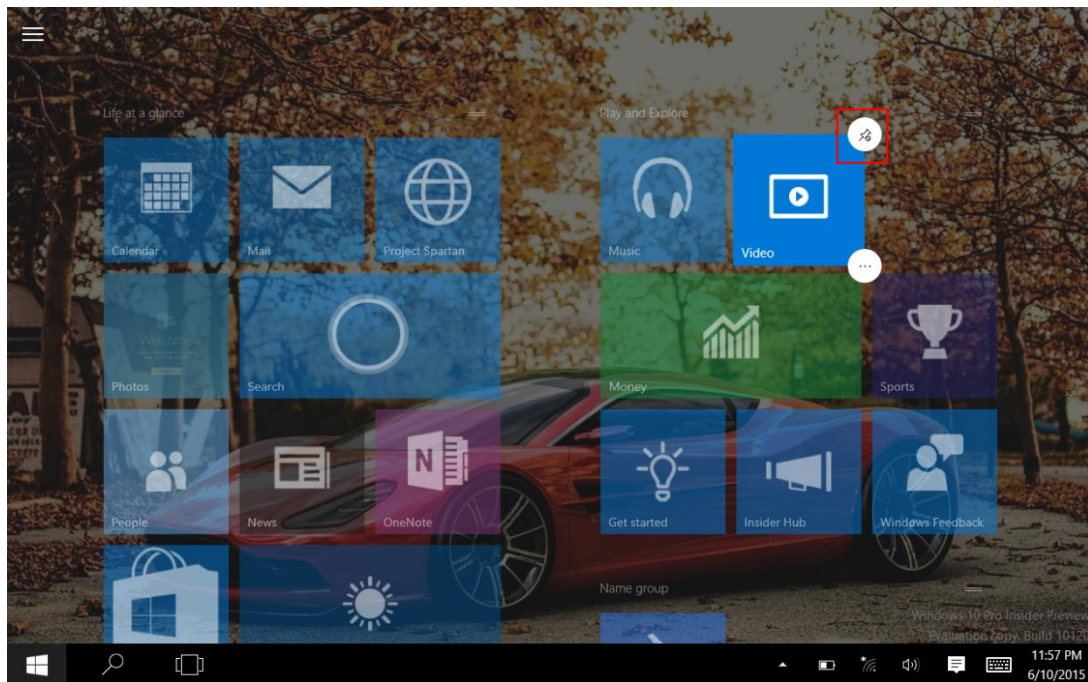 Life at a glance
Play and Explore
Calendar
Mail
Project Spartan
Music
Video
Welcome
Photos
Search
Money
Sports
N
People
News
OneNote
Get started
Insider Hub
Windows Feedback
Name group
Windows 10 Pro Insider Preview
Evaluation copy. Build 10120
11:57 PM
6/10/2015